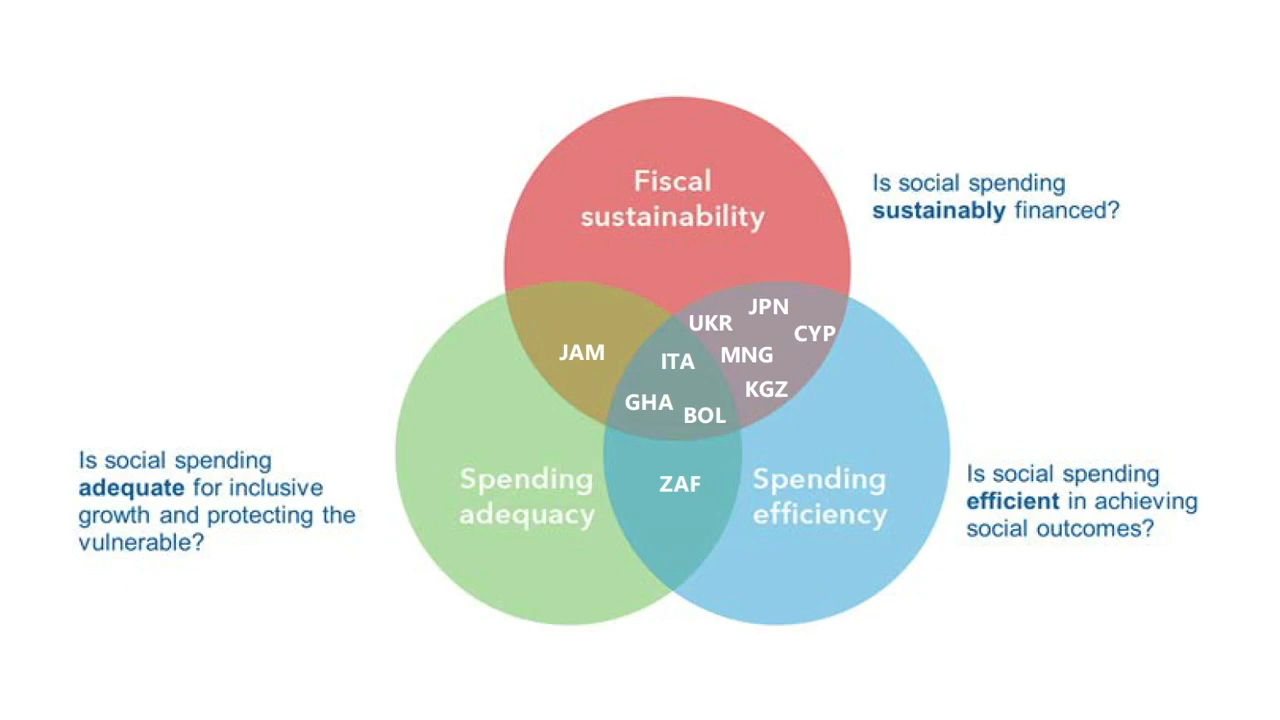 Fiscal
sustainability
Is social spending
sustainably financed?
JPN
UKR
CYP
JAM
ITA
MNG
KGZ
GHA
BOL
Is social spending
adequate for inclusive
growth and protecting the
vulnerable?
Spending
adequacy
ZAF
Spending
efficiency
Is social spending
efficient in achieving
social outcomes?